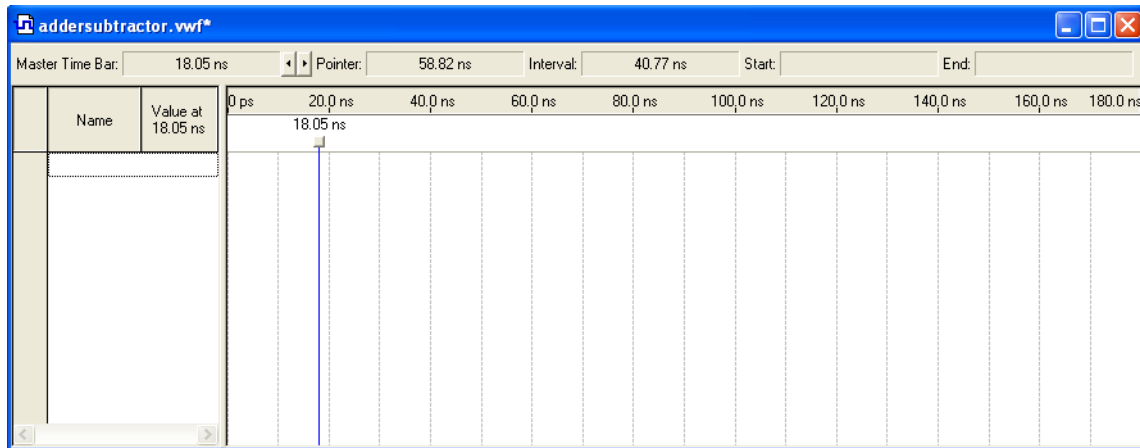 addersubtractor.vwf*
Master Time Bar: 18.05 ns Pointer: 58.82 ns Interval: 40.77 ns Start: End:
Name Value at 18.05 ns
0 ps 20.0 ns 40.0 ns 60.0 ns 80.0 ns 100.0 ns 120.0 ns 140.0 ns 160.0 ns 180.0 ns
18.05 ns